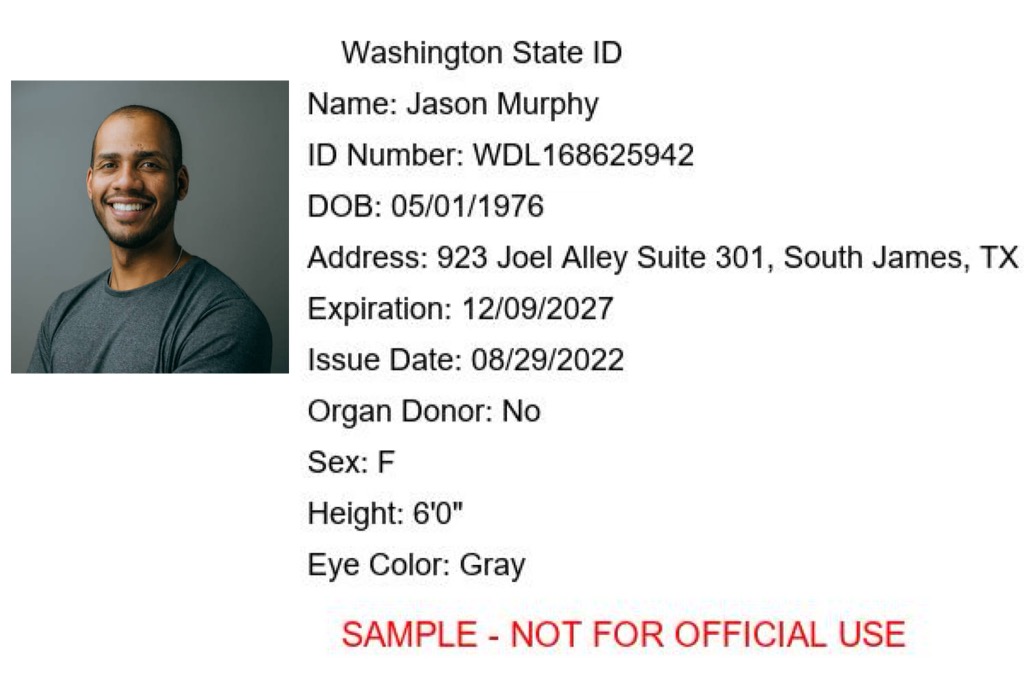 Washington State ID
Name: Jason Murphy
ID Number: WDL168625942
DOB: 05/01/1976
Address: 923 Joel Alley Suite 301, South James, TX
Expiration: 12/09/2027
Issue Date: 08/29/2022
Organ Donor: No
Sex: F
Height: 6'0"
Eye Color: Gray
SAMPLE - NOT FOR OFFICIAL USE